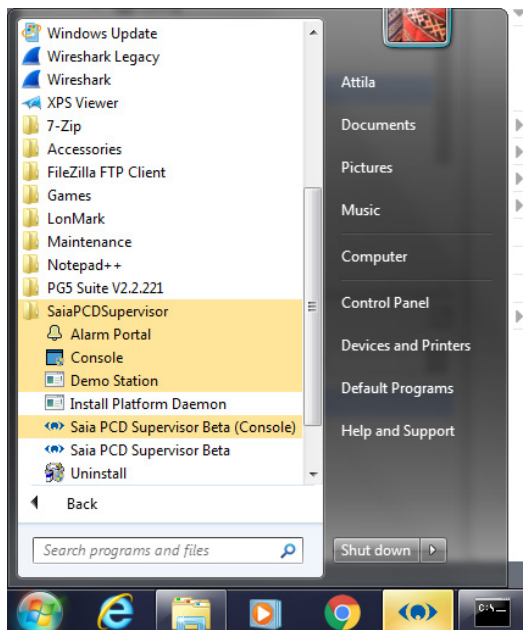 Windows Update
Wireshark Legacy
Wireshark
XPS Viewer
7-Zip
Accessories
FileZilla FTP Client
Games
LonMark
Maintenance
Notepad++
PG5 Suite V2.2.221
SaiaPCDSupervisor
Alarm Portal
Console
Demo Station
Install Platform Daemon
Saia PCD Supervisor Beta (Console)
Saia PCD Supervisor Beta
Uninstall
Back
Search programs and files
Attila
Documents
Pictures
Music
Computer
Control Panel
Devices and Printers
Default Programs
Help and Support
Shut down
C:\_